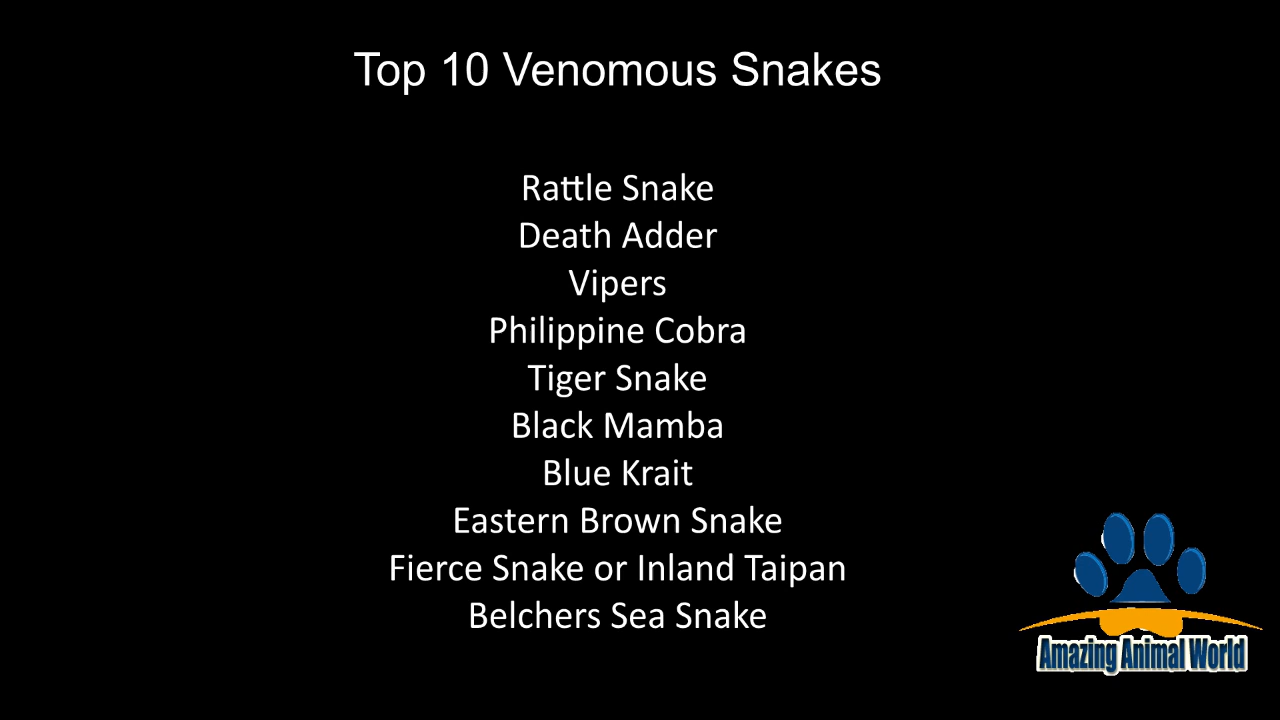 Top 10 Venomous Snakes
Rattle Snake
Death Adder
Vipers
Philippine Cobra
Tiger Snake
Black Mamba
Blue Krait
Eastern Brown Snake
Fierce Snake or Inland Taipan
Belchers Sea Snake
Amazing Animal World